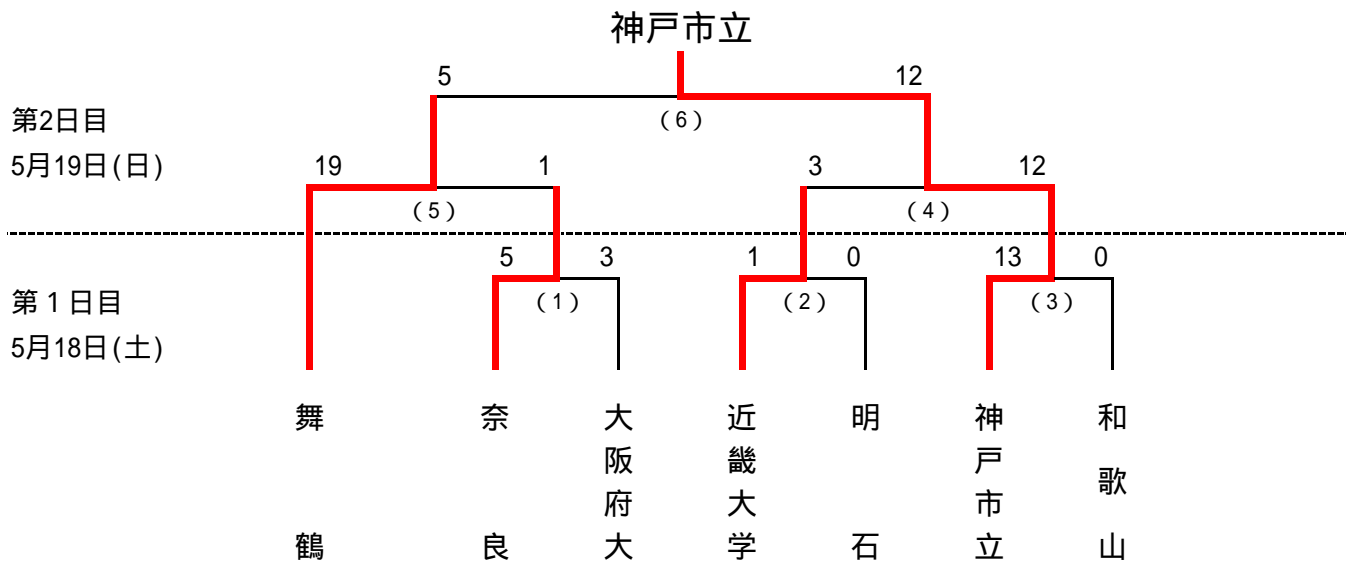 神戸市立
5 12
第2日目
(6)
5月19日(日)
19 1 3 12
(5) (4)
5 3 1 0 13 0
第1日目
(1) (2) (3)
5月18日(土)
舞鶴
奈良
大阪府大
近畿大学
明石
神戸市立
和歌山